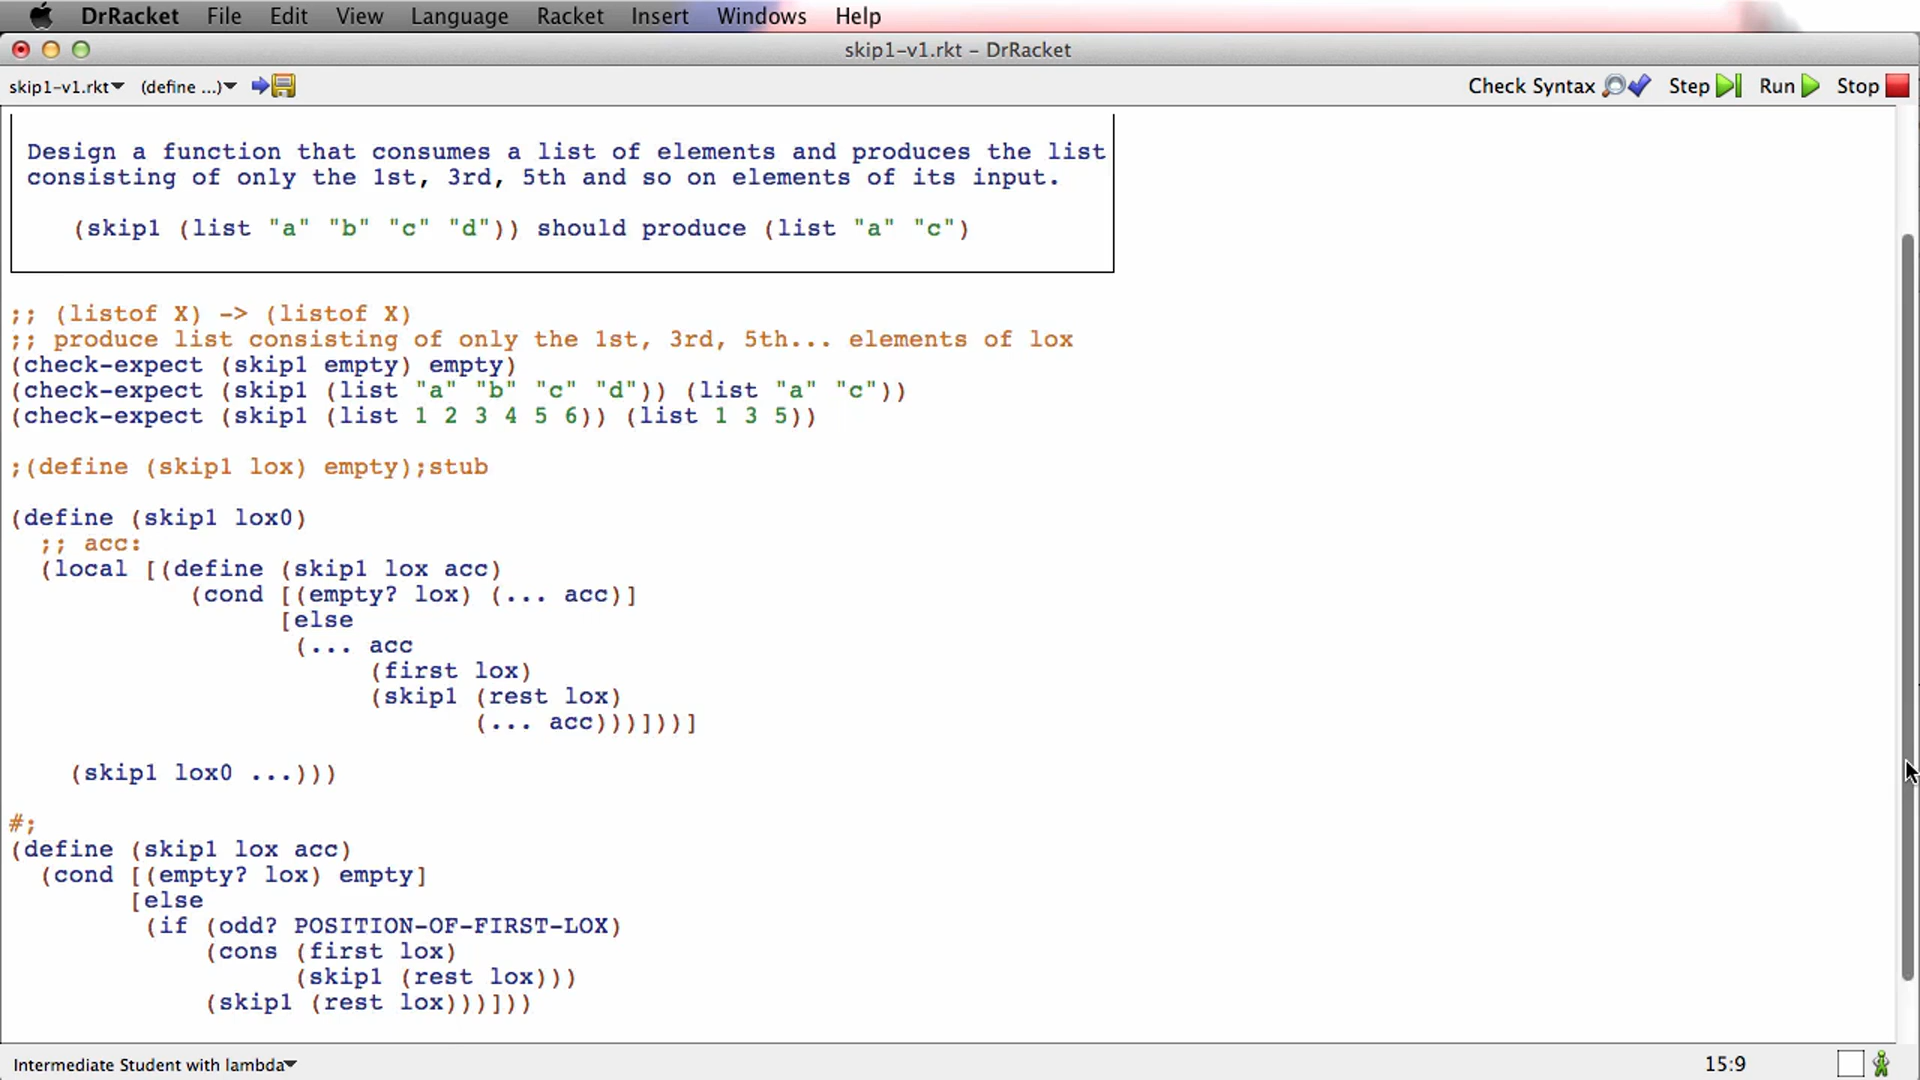 DrRacket File Edit View Language Racket Insert Windows Help
skip1-v1.rkt - DrRacket
skip1-v1.rkt (define ...) Check Syntax Step Run Stop
Design a function that consumes a list of elements and produces the list
consisting of only the 1st, 3rd, 5th and so on elements of its input.
(skip1 (list "a" "b" "c" "d")) should produce (list "a" "c")
;; (listof X) -> (listof X)
;; produce list consisting of only the 1st, 3rd, 5th... elements of lox
(check-expect (skip1 empty) empty)
(check-expect (skip1 (list "a" "b" "c" "d")) (list "a" "c"))
(check-expect (skip1 (list 1 2 3 4 5 6)) (list 1 3 5))
;(define (skip1 lox) empty);stub
(define (skip1 lox0)
;; acc:
(local [(define (skip1 lox acc)
(cond [(empty? lox) (... acc)]
[else
(... acc
(first lox)
(skip1 (rest lox)
(... acc)))]))]
(skip1 lox0 ...)))
#;
(define (skip1 lox acc)
(cond [(empty? lox) empty]
[else
(if (odd? POSITION-OF-FIRST-LOX)
(cons (first lox)
(skip1 (rest lox)))
(skip1 (rest lox)))]))
Intermediate Student with lambda 15:9